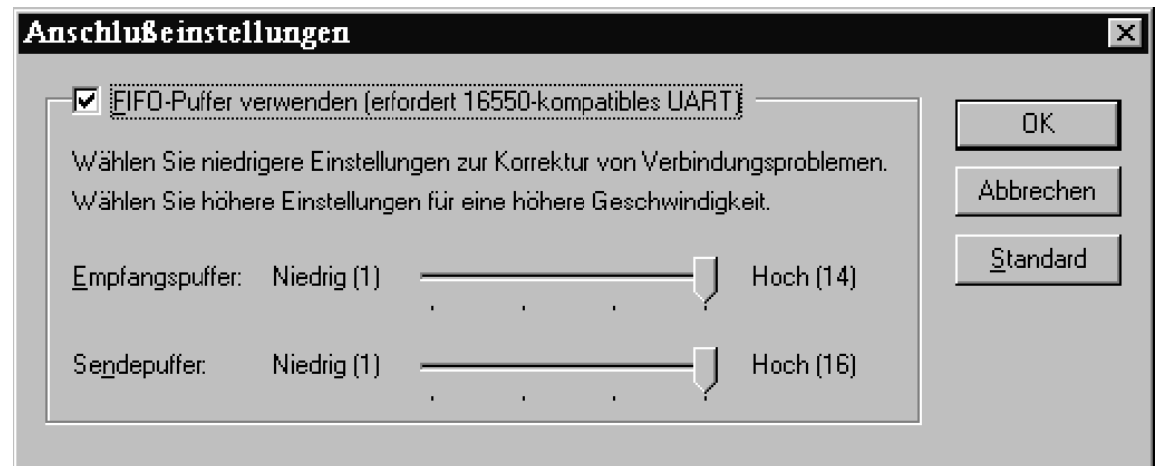 Anschlußeinstellungen
FIFO-Puffer verwenden (erfordert 16550-kompatibles UART)
Wählen Sie niedrigere Einstellungen zur Korrektur von Verbindungsproblemen.
Wählen Sie höhere Einstellungen für eine höhere Geschwindigkeit.
Empfangspuffer: Niedrig (1) Hoch (14)
Sendepuffer: Niedrig (1) Hoch (16)
OK
Abbrechen
Standard